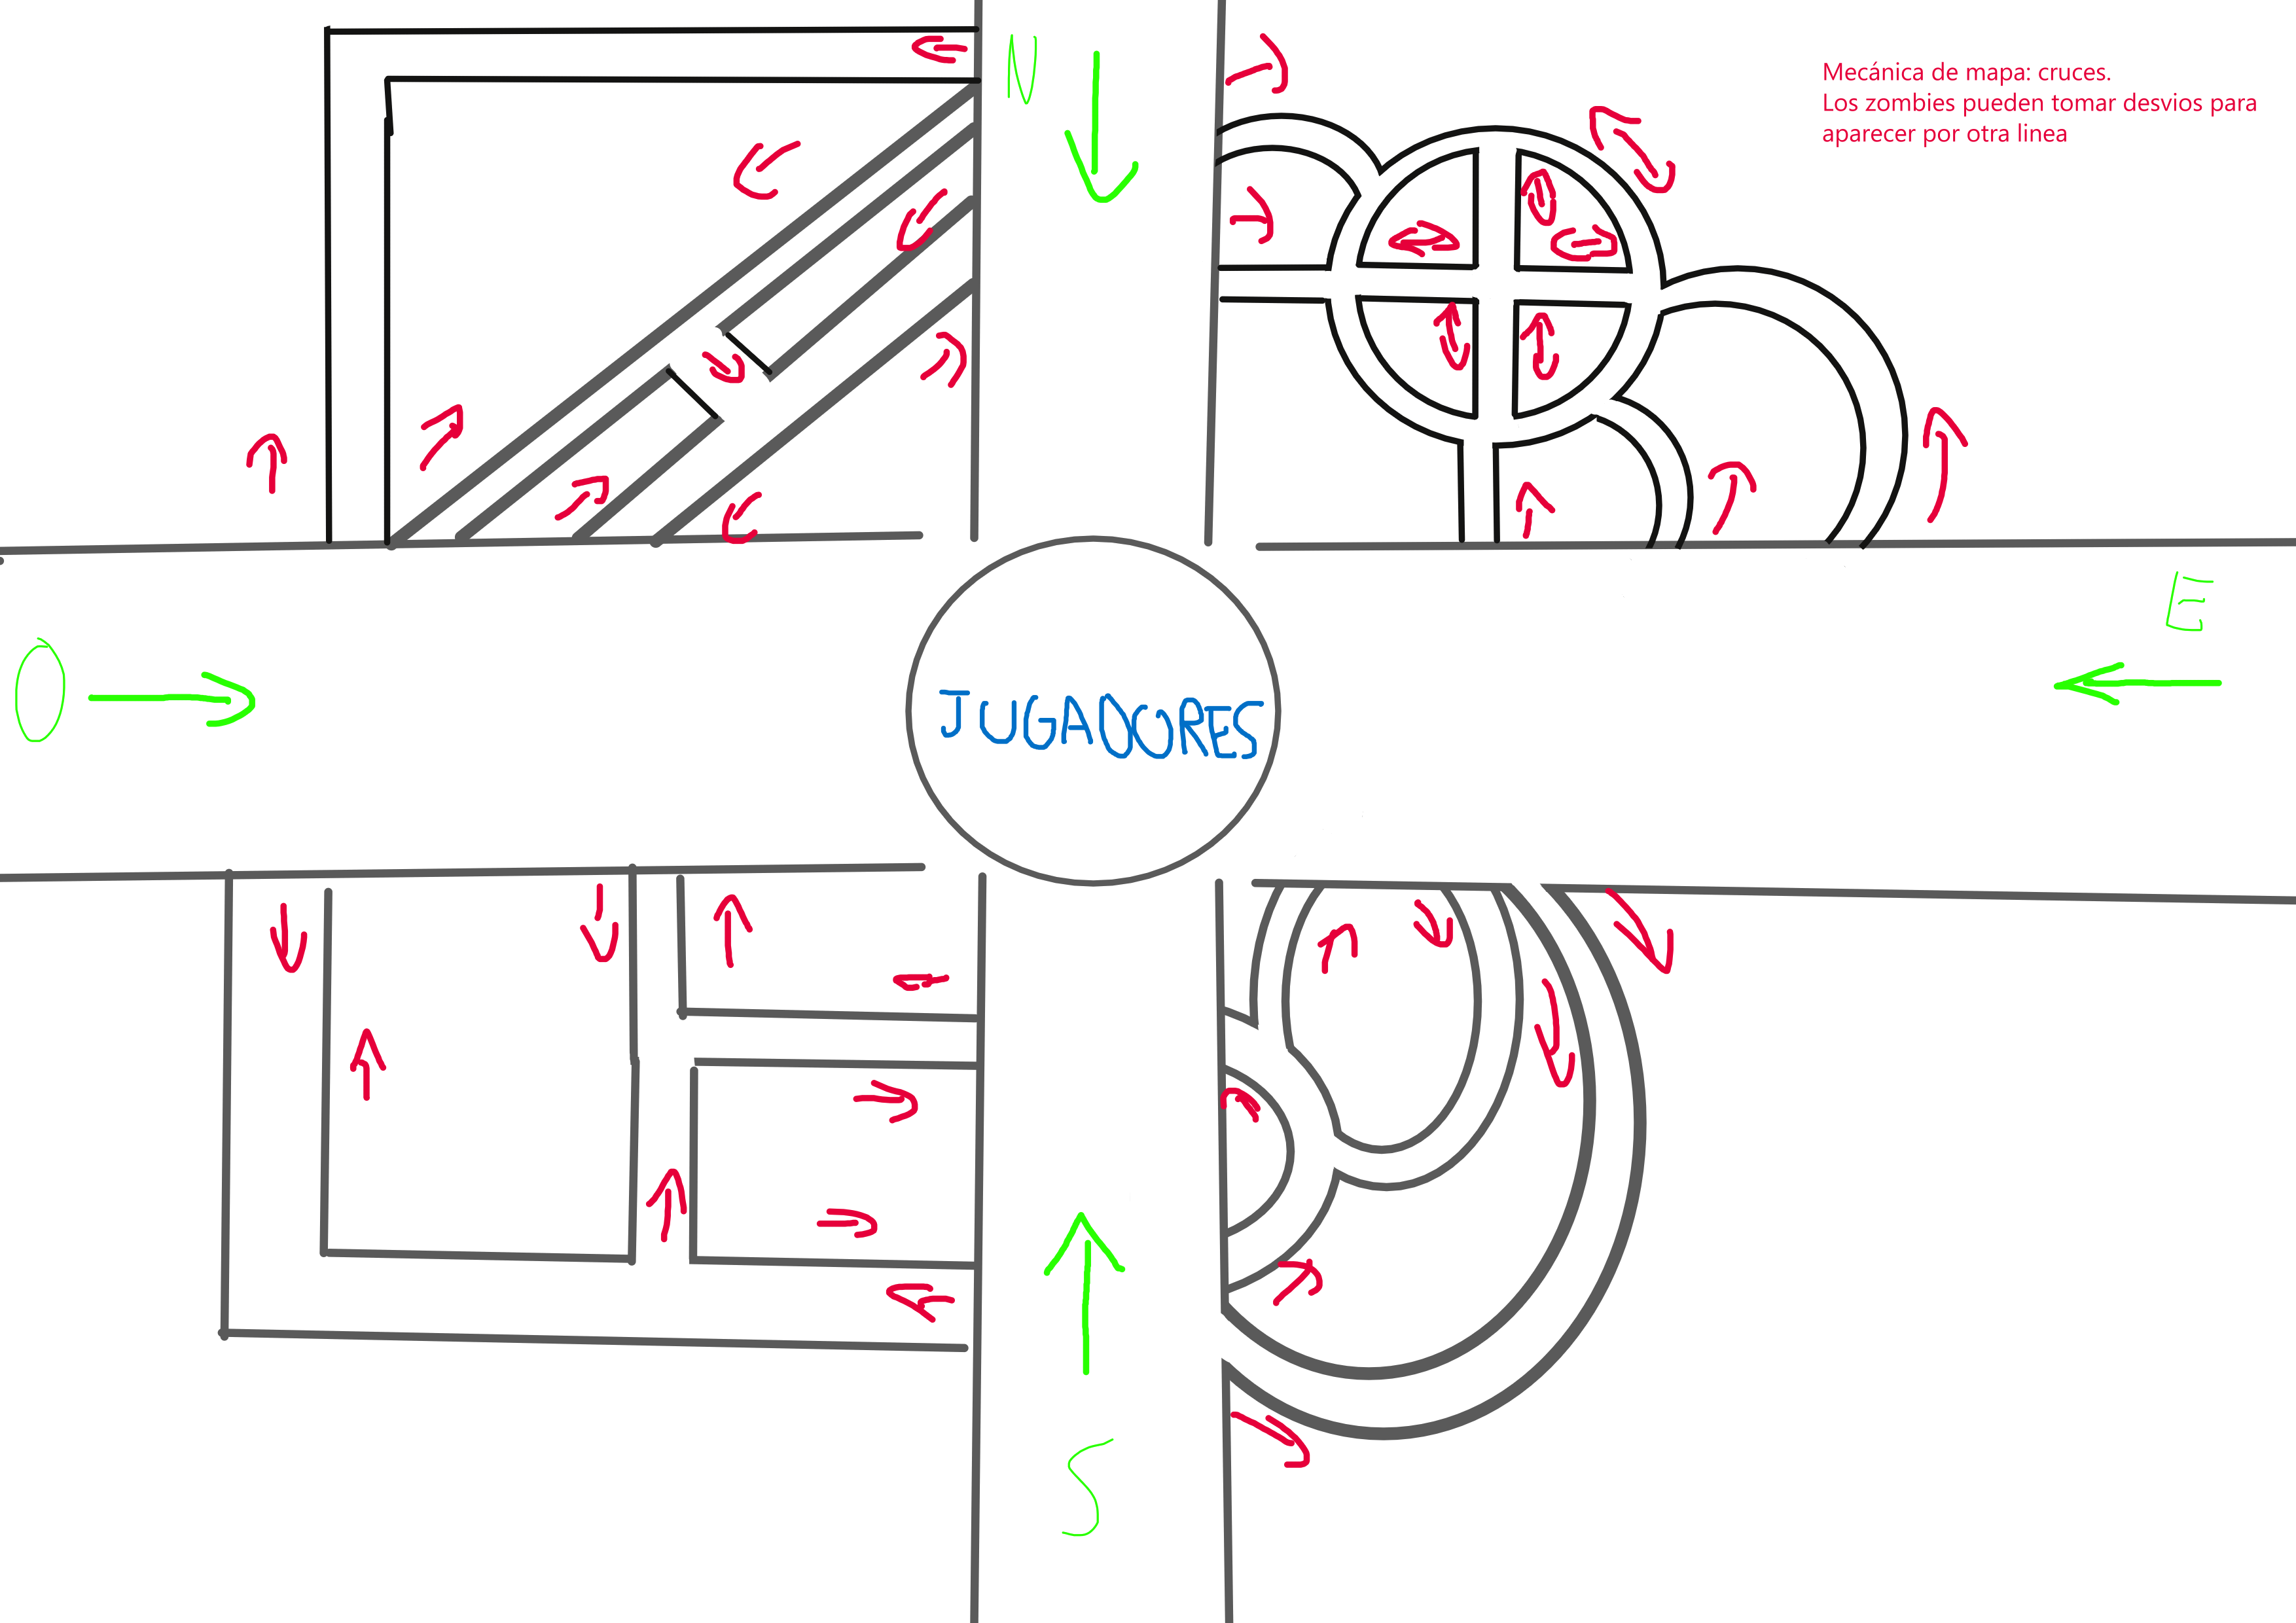 N
Mecánica de mapa: cruces.
Los zombies pueden tomar desvios para
aparecer por otra linea
E
O
JUGADORES
S